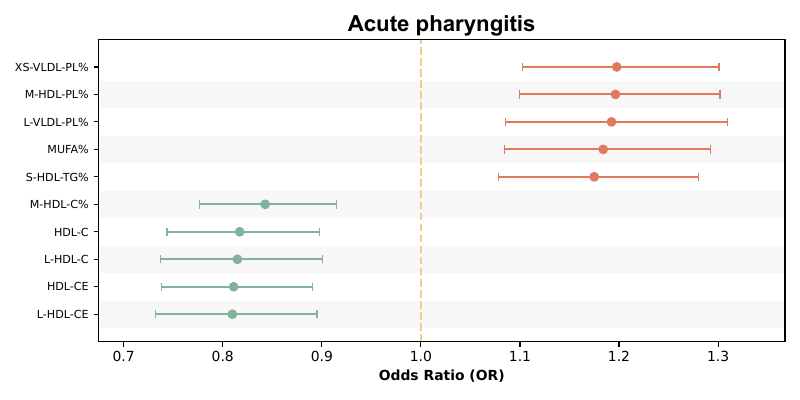 Acute pharyngitis
XS-VLDL-PL%
M-HDL-PL%
L-VLDL-PL%
MUFA%
S-HDL-TG%
M-HDL-C%
HDL-C
L-HDL-C
HDL-CE
L-HDL-CE
0.7 0.8 0.9 1.0 1.1 1.2 1.3
Odds Ratio (OR)